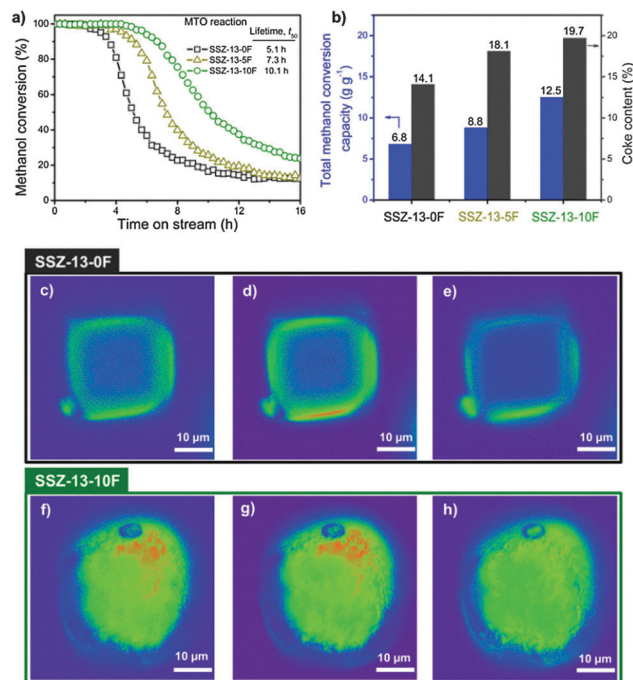 a)
MTO reaction
Lifetime, t50
SSZ-13-0F 5.1 h
SSZ-13-5F 7.3 h
SSZ-13-10F 10.1 h
100
80
60
40
20
0
Methanol conversion (%)
0 4 8 12 16
Time on stream (h)
b)
Total methanol conversion
capacity (g g-1)
25
20
15
10
5
0
6.8
14.1
8.8
18.1
12.5
19.7
20
15
10
5
0
Coke content (%)
SSZ-13-0F SSZ-13-5F SSZ-13-10F
SSZ-13-0F
c) d) e)
10 µm 10 µm 10 µm
SSZ-13-10F
f) g) h)
10 µm 10 µm 10 µm